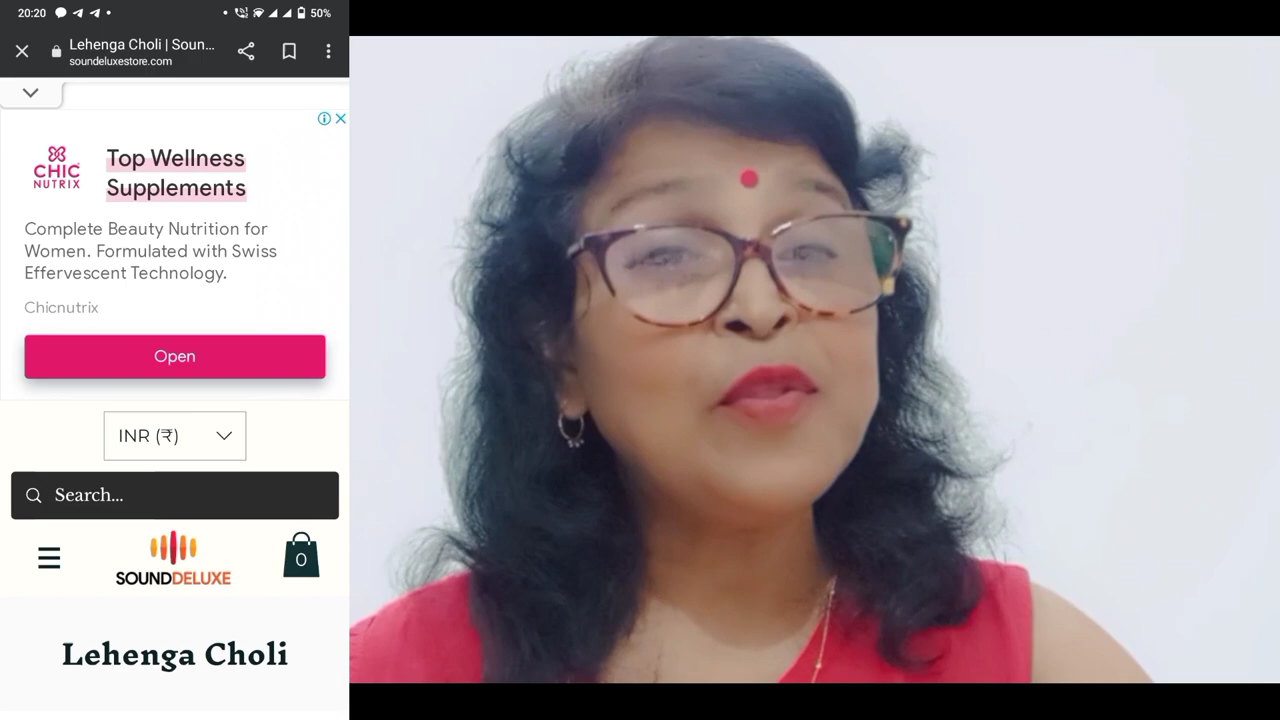 20:20
50%
Lehenga Choli | Soun...
soundeluxestore.com
CHIC
NUTRIX
Top Wellness
Supplements
Complete Beauty Nutrition for
Women. Formulated with Swiss
Effervescent Technology.
Chicnutrix
Open
INR (₹)
Search...
0
SOUNDDELUXE
Lehenga Choli